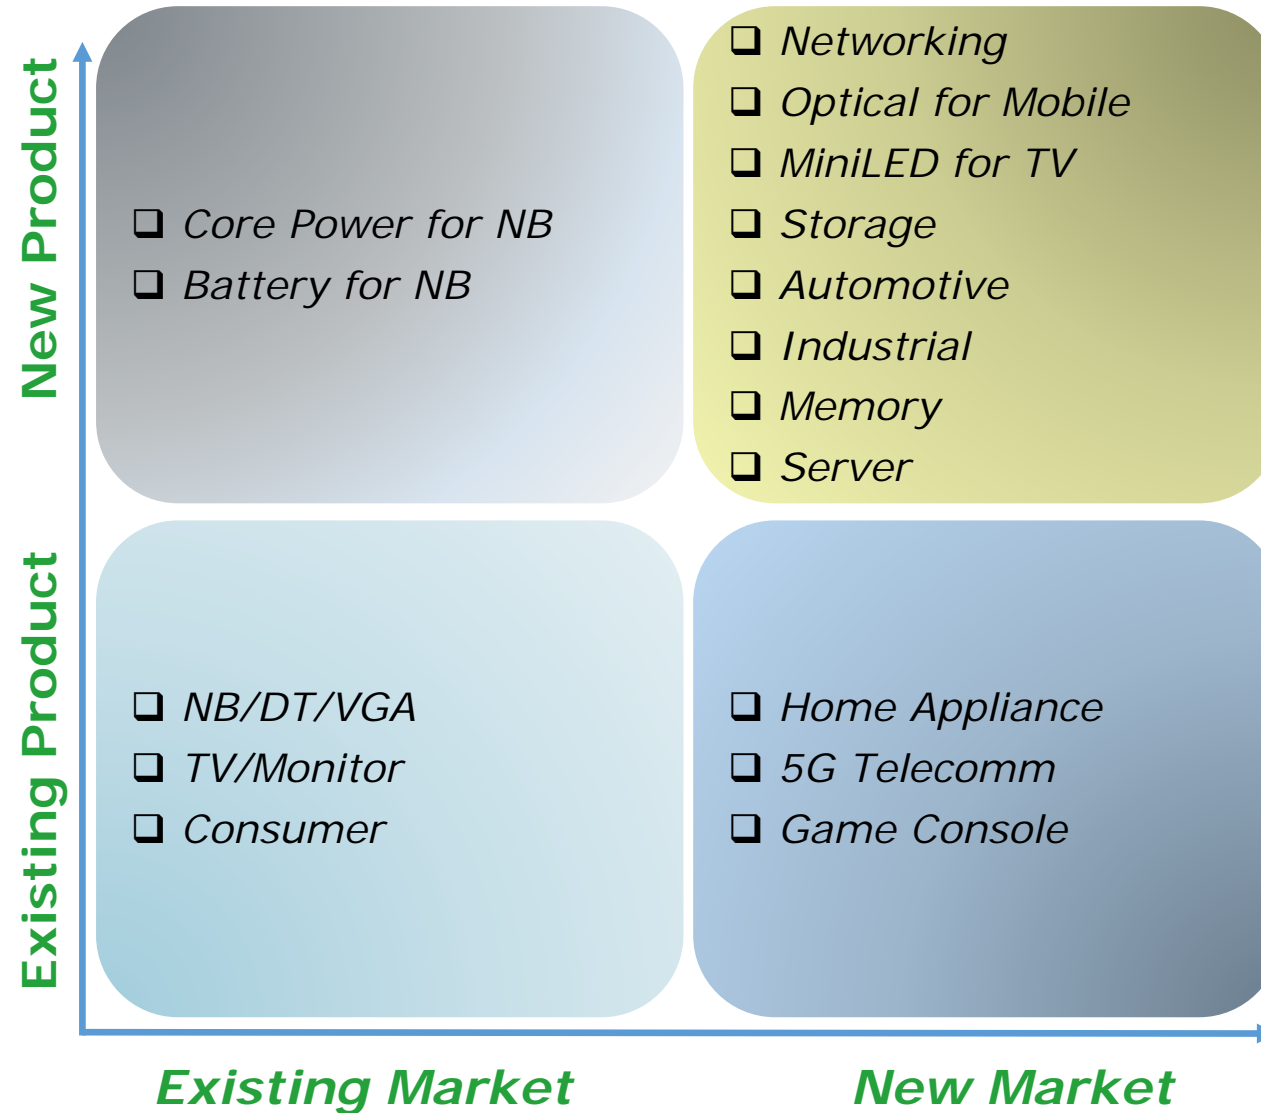 New Product
Core Power for NB
Battery for NB
Networking
Optical for Mobile
MiniLED for TV
Storage
Automotive
Industrial
Memory
Server
Existing Product
NB/DT/VGA
TV/Monitor
Consumer
Home Appliance
5G Telecomm
Game Console
Existing Market
New Market